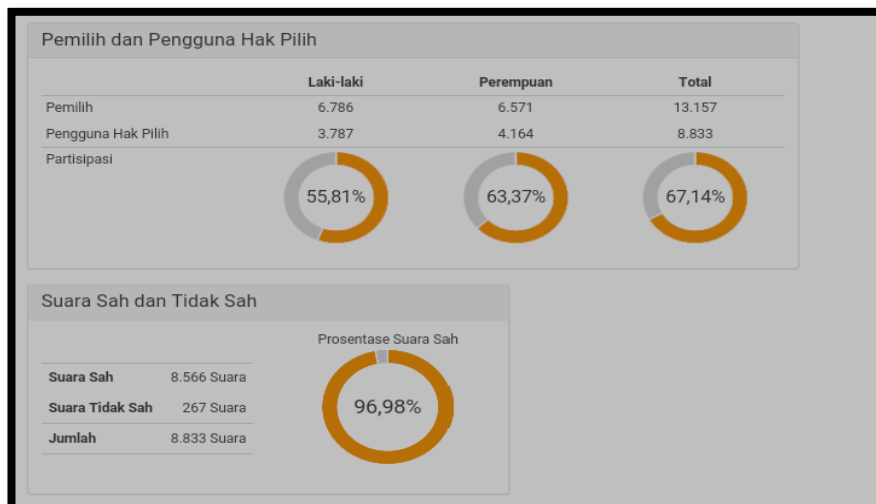 Pemilih dan Pengguna Hak Pilih
Laki-laki Perempuan Total
Pemilih 6.786 6.571 13.157
Pengguna Hak Pilih 3.787 4.164 8.833
Partisipasi
55,81% 63,37% 67,14%
Suara Sah dan Tidak Sah
Prosentase Suara Sah
Suara Sah 8.566 Suara
Suara Tidak Sah 267 Suara
96,98%
Jumlah 8.833 Suara